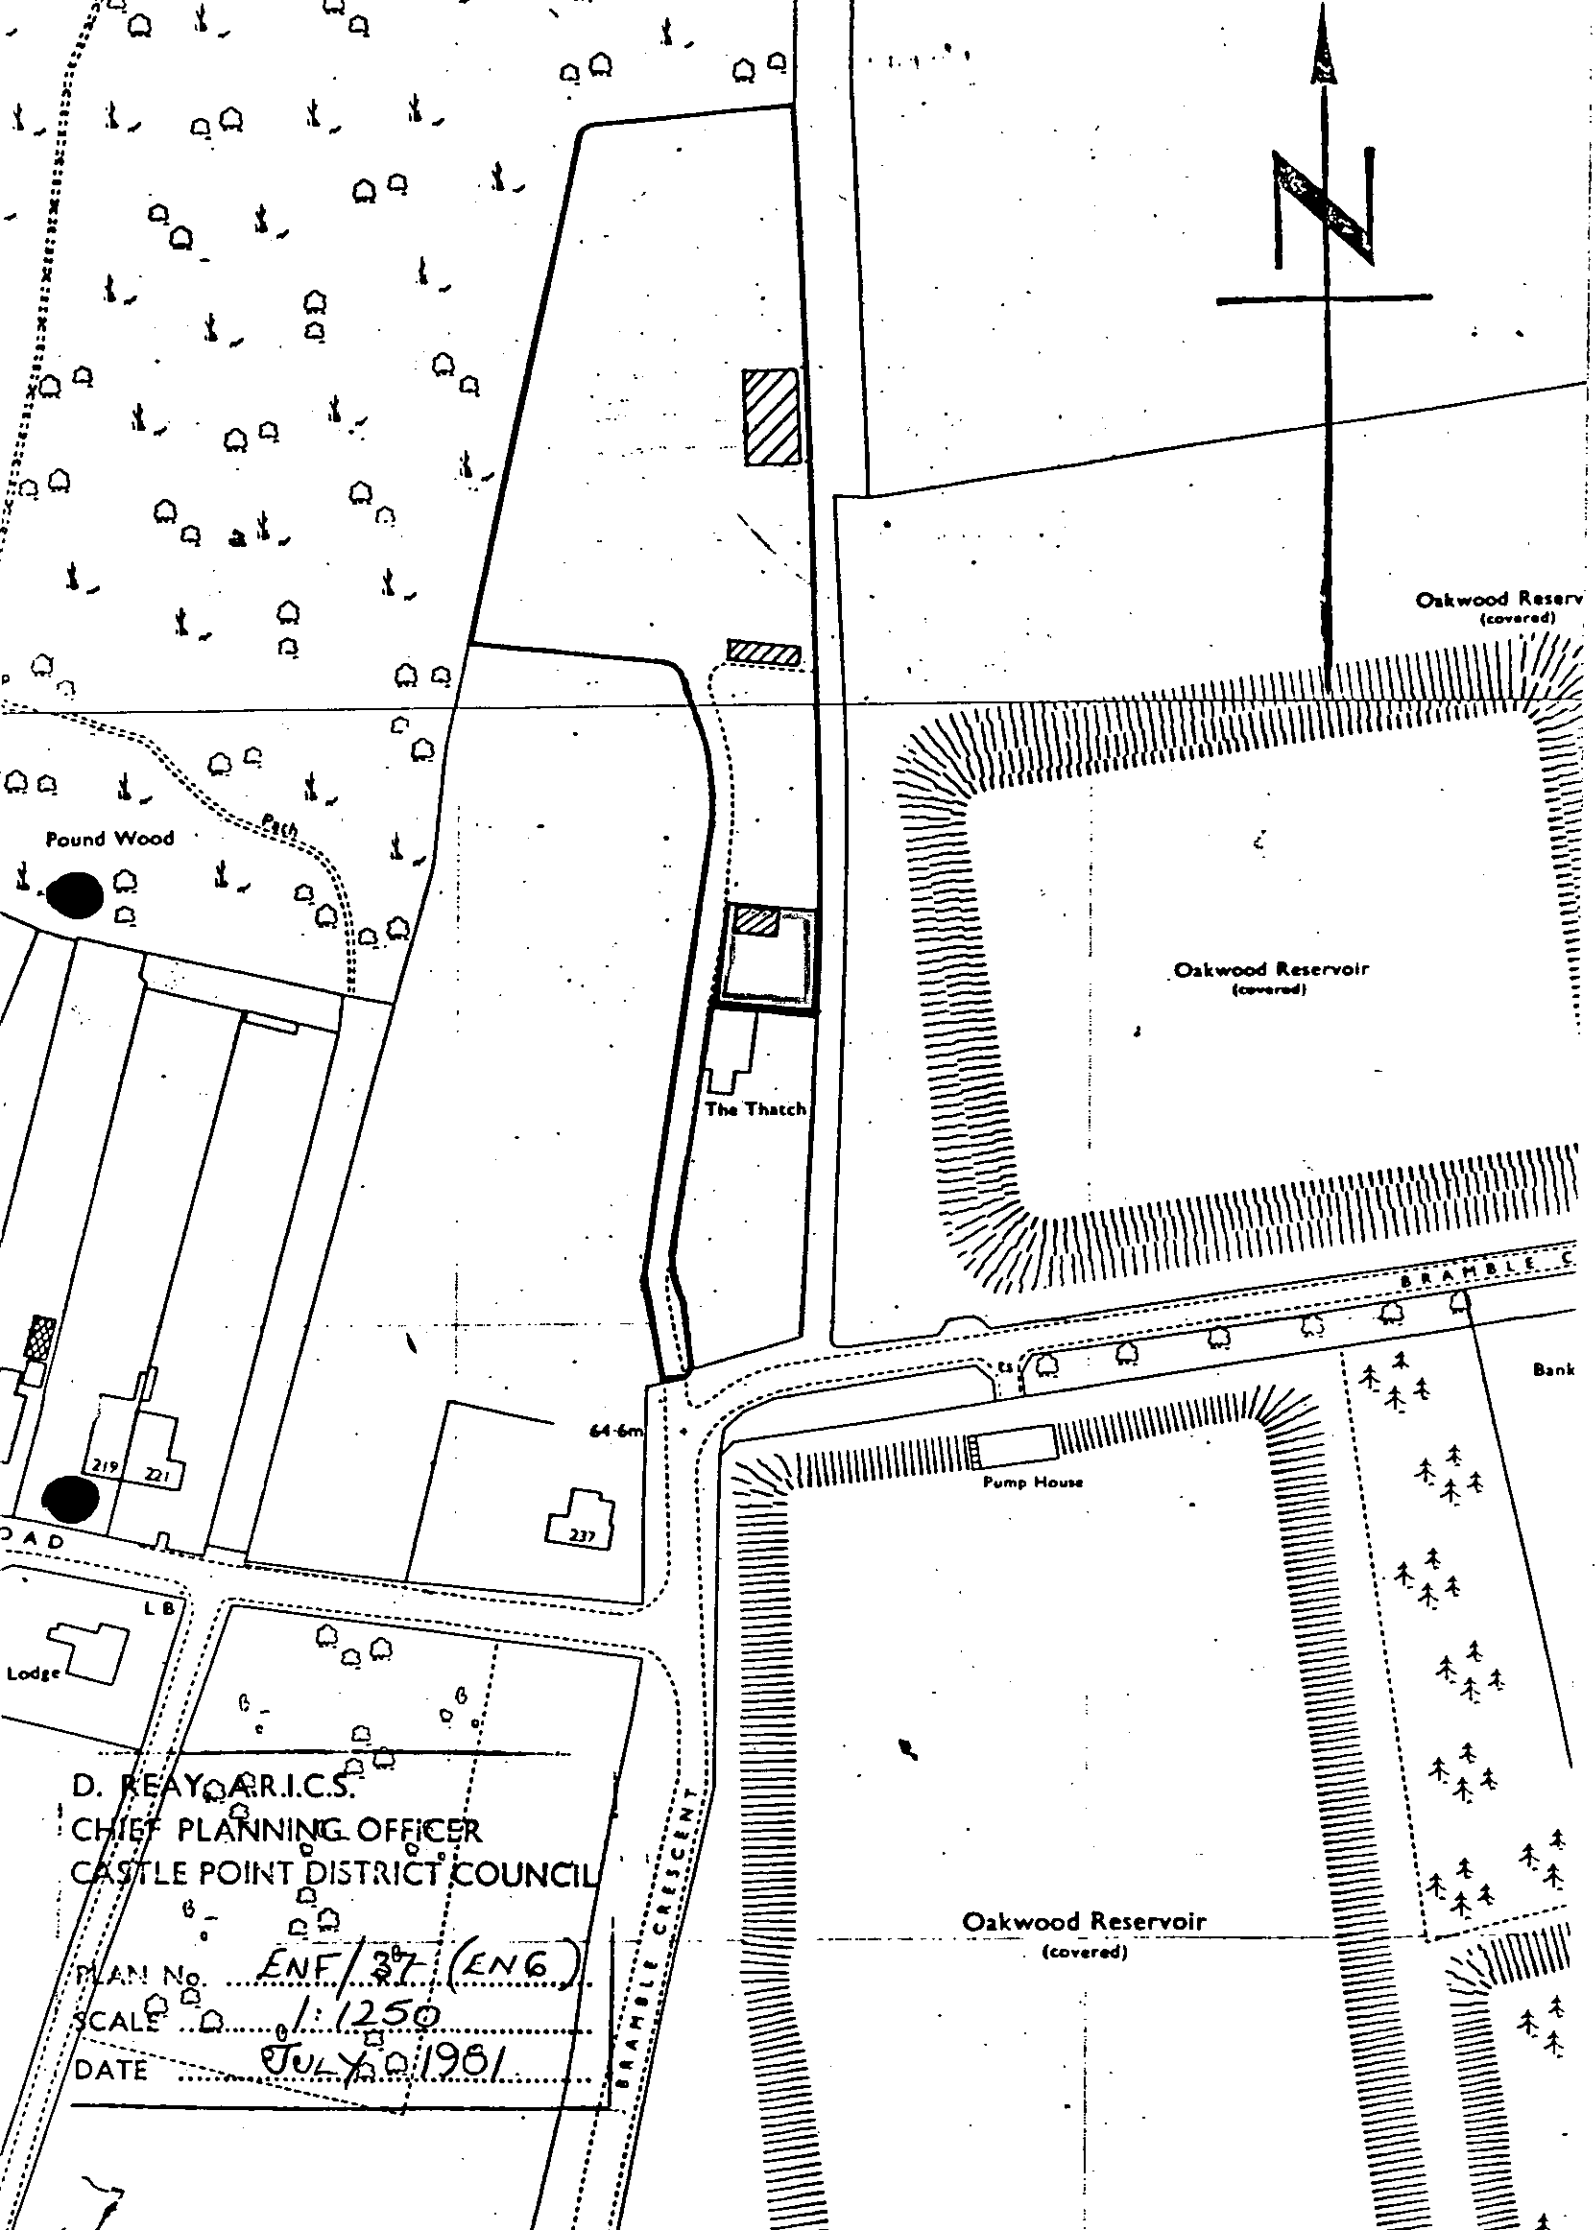 N
Oakwood Reserv
(covered)
P
Path
Pound Wood
Oakwood Reservoir
(covered)
The Thatch
BRAMBLE C
ES
Bank
64·6m
219
221
237
Pump House
OAD
LB
Lodge
D. REAY A.R.I.C.S.
CHIEF PLANNING OFFICER
CASTLE POINT DISTRICT COUNCIL
PLAN No. ENF/37 (ENG)
SCALE 1:1250
DATE JULY 1981
BRAMBLE CRESCENT
Oakwood Reservoir
(covered)